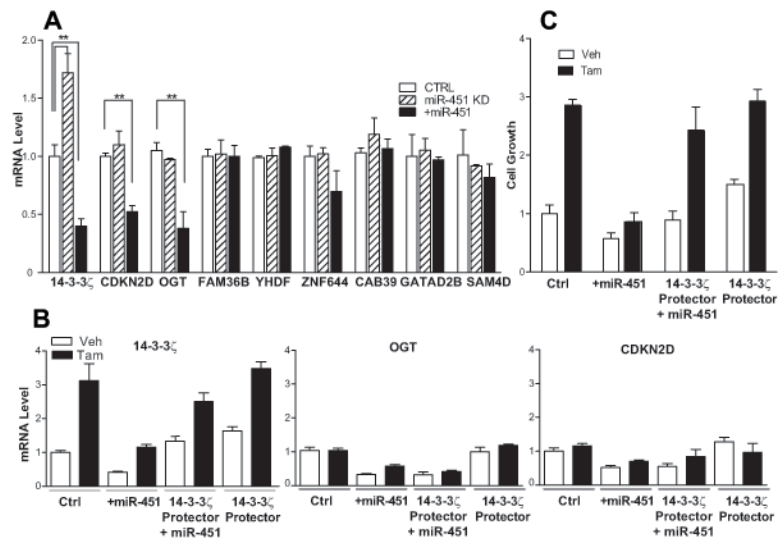 A
2.0
1.5
1.0
0.5
0
mRNA Level
**
**
**
CTRL
miR-451 KD
+miR-451
14-3-3ζ CDKN2D OGT FAM36B YHDF ZNF644 CAB39 GATAD2B SAM4D
C
3
2
1
0
Cell Growth
Veh
Tam
Ctrl +miR-451 14-3-3ζ 14-3-3ζ
Protector Protector
+ miR-451
B
Veh
Tam
14-3-3ζ
4
3
2
1
0
mRNA Level
Ctrl +miR-451 14-3-3ζ 14-3-3ζ
Protector Protector
+ miR-451
OGT
4
3
2
1
0
Ctrl +miR-451 14-3-3ζ 14-3-3ζ
Protector Protector
+ miR-451
CDKN2D
4
3
2
1
0
Ctrl +miR-451 14-3-3ζ 14-3-3ζ
Protector Protector
+ miR-451